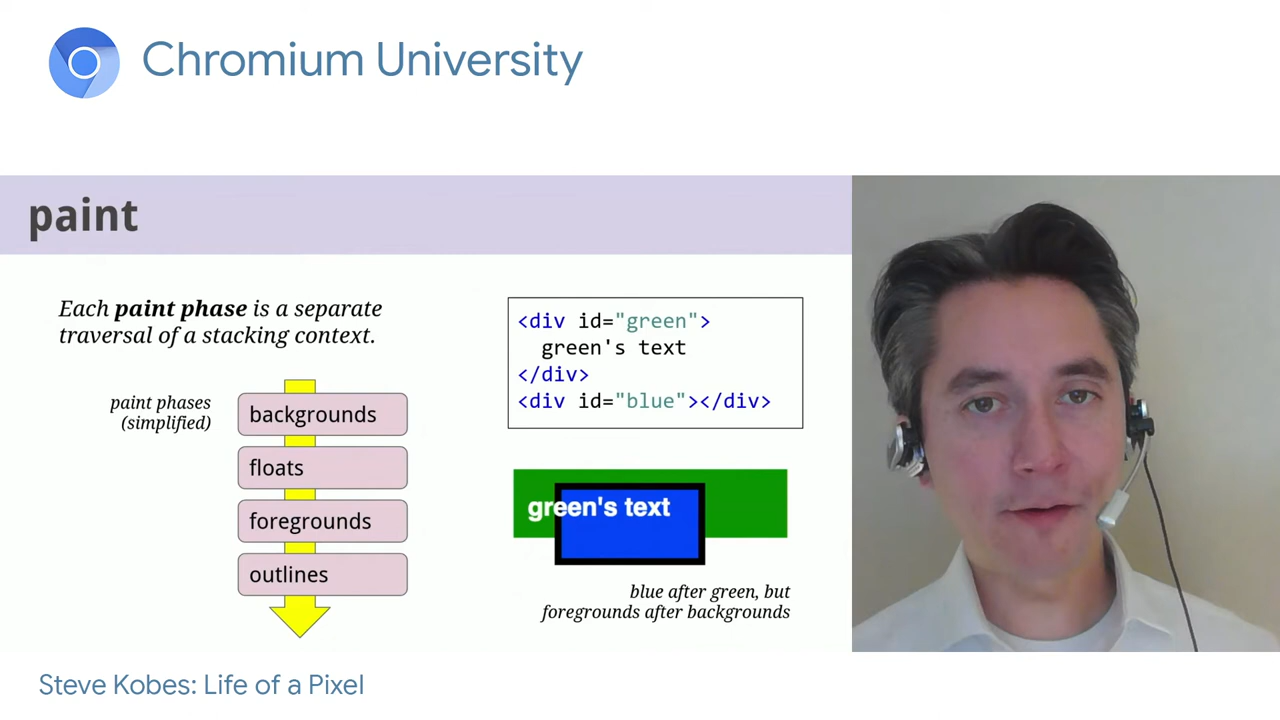 Chromium University
paint
Each paint phase is a separate
traversal of a stacking context.
paint phases
(simplified)
backgrounds
floats
foregrounds
outlines
<div id="green">
green's text
</div>
<div id="blue"></div>
green's text
blue after green, but
foregrounds after backgrounds
Steve Kobes: Life of a Pixel